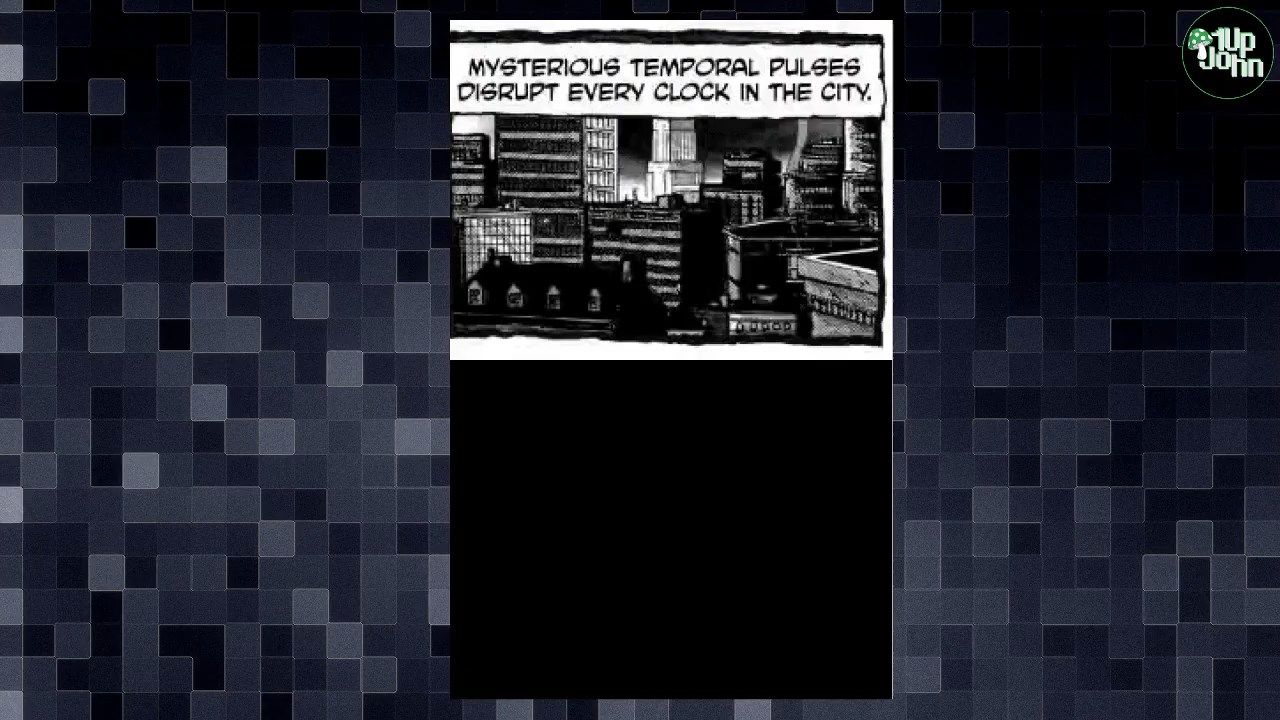 MYSTERIOUS TEMPORAL PULSES
DISRUPT EVERY CLOCK IN THE CITY.
1Up
John